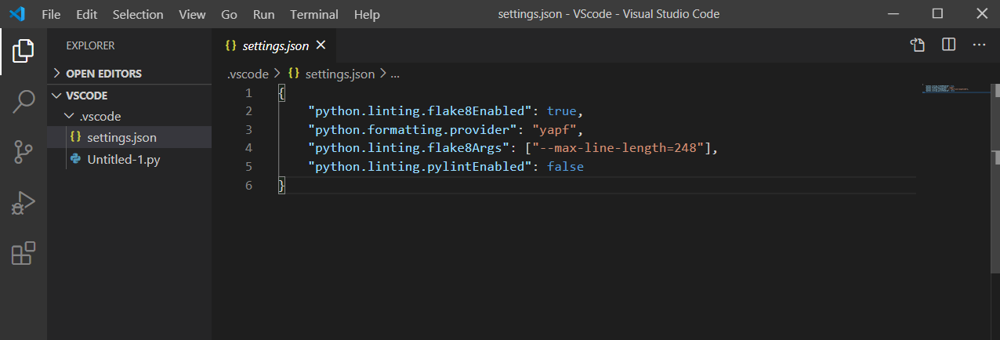 File Edit Selection View Go Run Terminal Help settings.json - VScode - Visual Studio Code
EXPLORER
OPEN EDITORS
VSCODE
.vscode
{} settings.json
Untitled-1.py
{} settings.json
.vscode > {} settings.json > ...
1 {
2     "python.linting.flake8Enabled": true,
3     "python.formatting.provider": "yapf",
4     "python.linting.flake8Args": ["--max-line-length=248"],
5     "python.linting.pylintEnabled": false
6 }